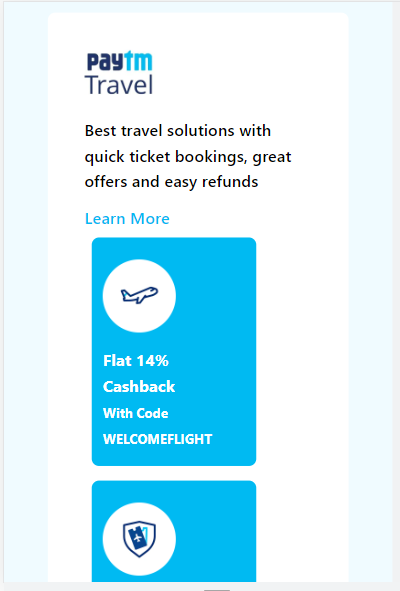 paytm
Travel
Best travel solutions with
quick ticket bookings, great
offers and easy refunds
Learn More
Flat 14%
Cashback
With Code
WELCOMEFLIGHT